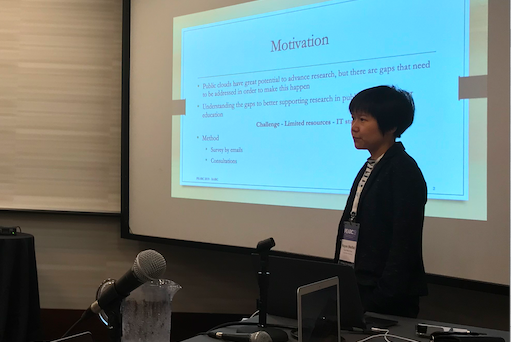 Motivation
Public clouds have great potential to advance research, but there are gaps that need
to be addressed in order to make this happen
Understanding the gaps to better supporting research in
education
Challenge - Limited resources - IT
Method
Survey by emails
Consultations